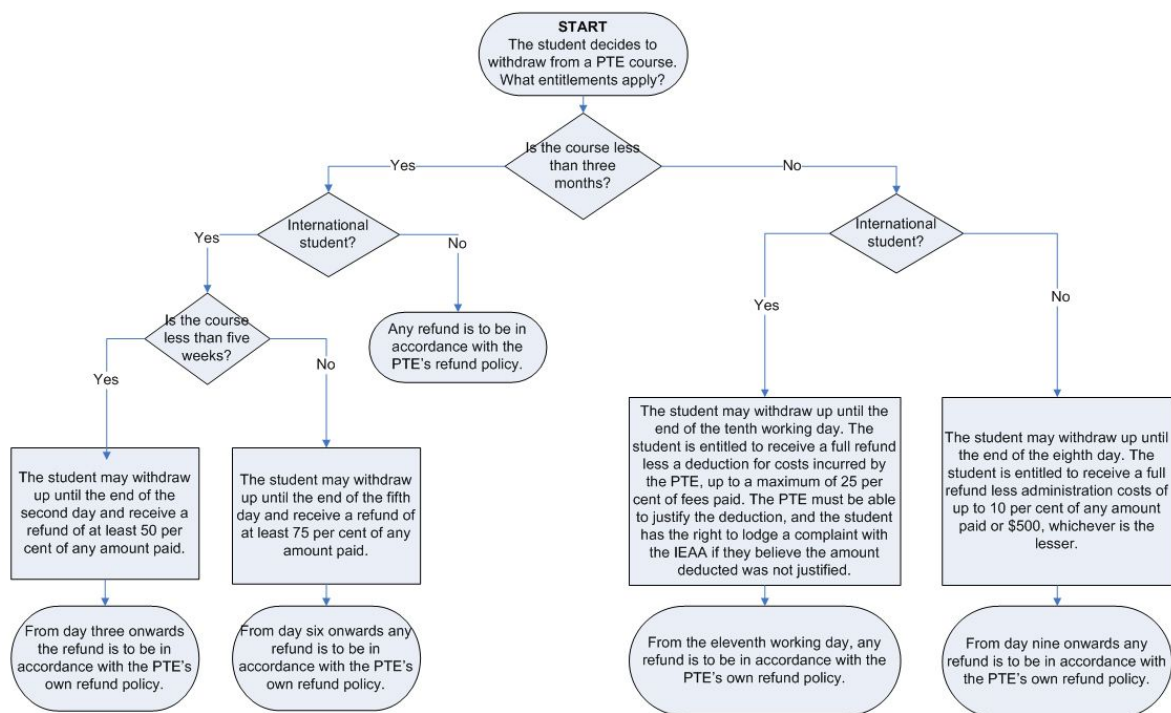 START
The student decides to
withdraw from a PTE course.
What entitlements apply?
Is the course less
than three
months?
Yes
No
International
student?
International
student?
Yes
No
Yes
No
Is the course
less than five
weeks?
Any refund is to be in
accordance with the
PTE's refund policy.
Yes
No
The student may withdraw
up until the end of the
second day and receive a
refund of at least 50 per
cent of any amount paid.
The student may withdraw
up until the end of the fifth
day and receive a refund of
at least 75 per cent of any
amount paid.
The student may withdraw up until the
end of the tenth working day. The
student is entitled to receive a full refund
less a deduction for costs incurred by
the PTE, up to a maximum of 25 per
cent of fees paid. The PTE must be able
to justify the deduction, and the student
has the right to lodge a complaint with
the IEAA if they believe the amount
deducted was not justified.
The student may withdraw up until
the end of the eighth day. The
student is entitled to receive a full
refund less administration costs of
up to 10 per cent of any amount
paid or $500, whichever is the
lesser.
From day three onwards
the refund is to be in
accordance with the PTE's
own refund policy.
From day six onwards any
refund is to be in
accordance with the PTE's
own refund policy.
From the eleventh working day, any
refund is to be in accordance with the
PTE's own refund policy.
From day nine onwards any
refund is to be in accordance with
the PTE's own refund policy.